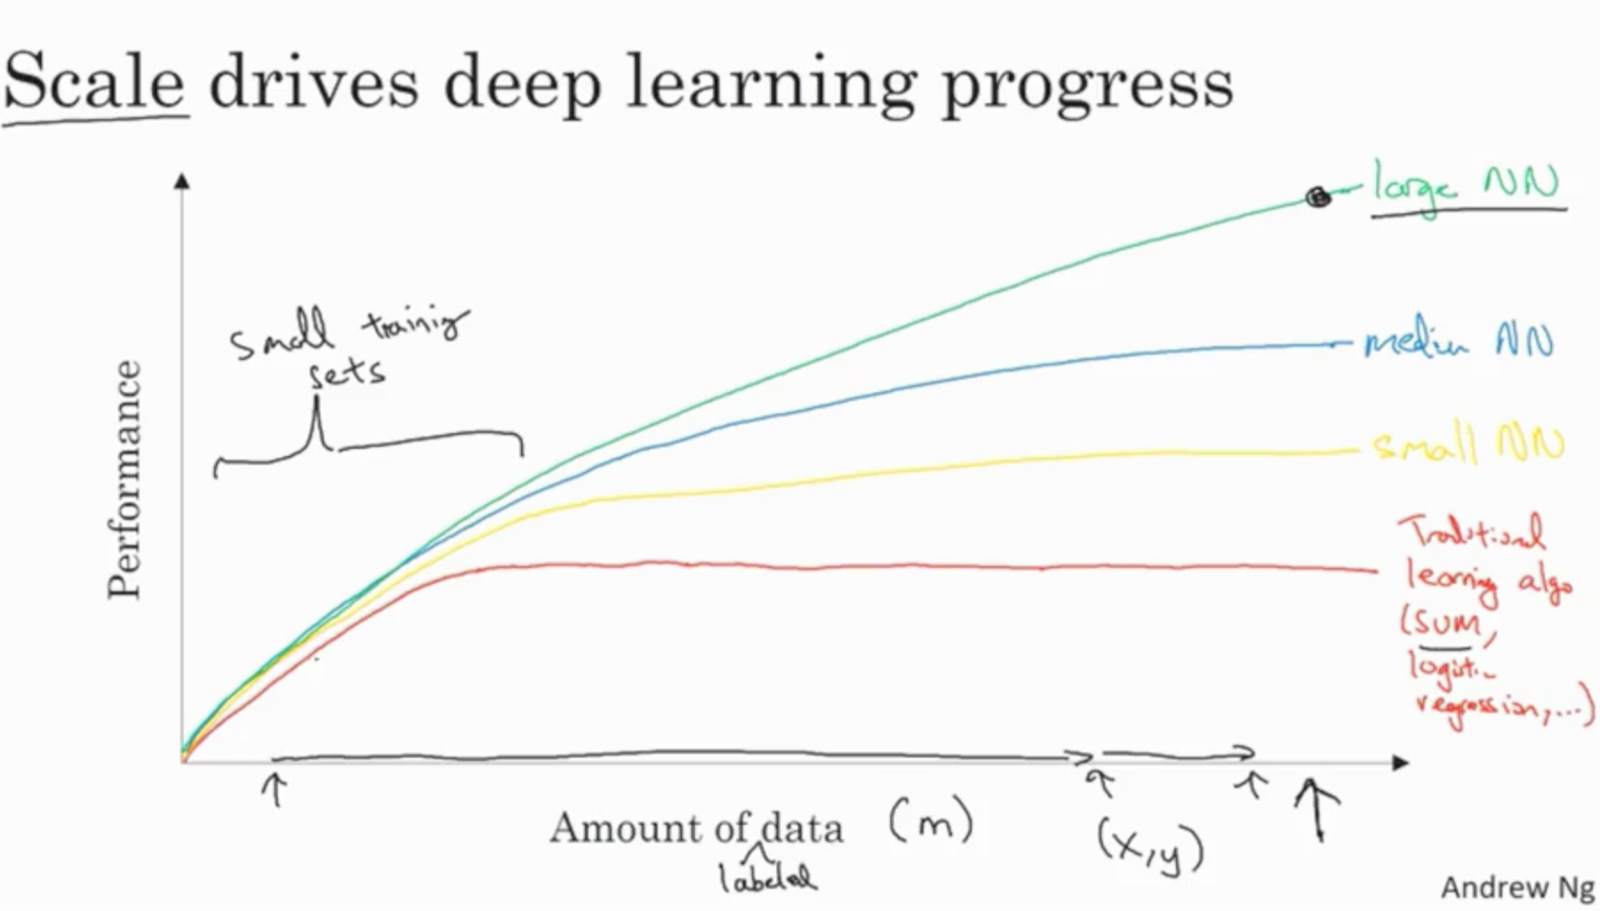 Scale drives deep learning progress
large NN
small training
sets
medium NN
small NN
Performance
Traditional
learning algo
(SVM,
logistic
regression,...)
Amount of data (m)
labeled
(x,y)
Andrew Ng